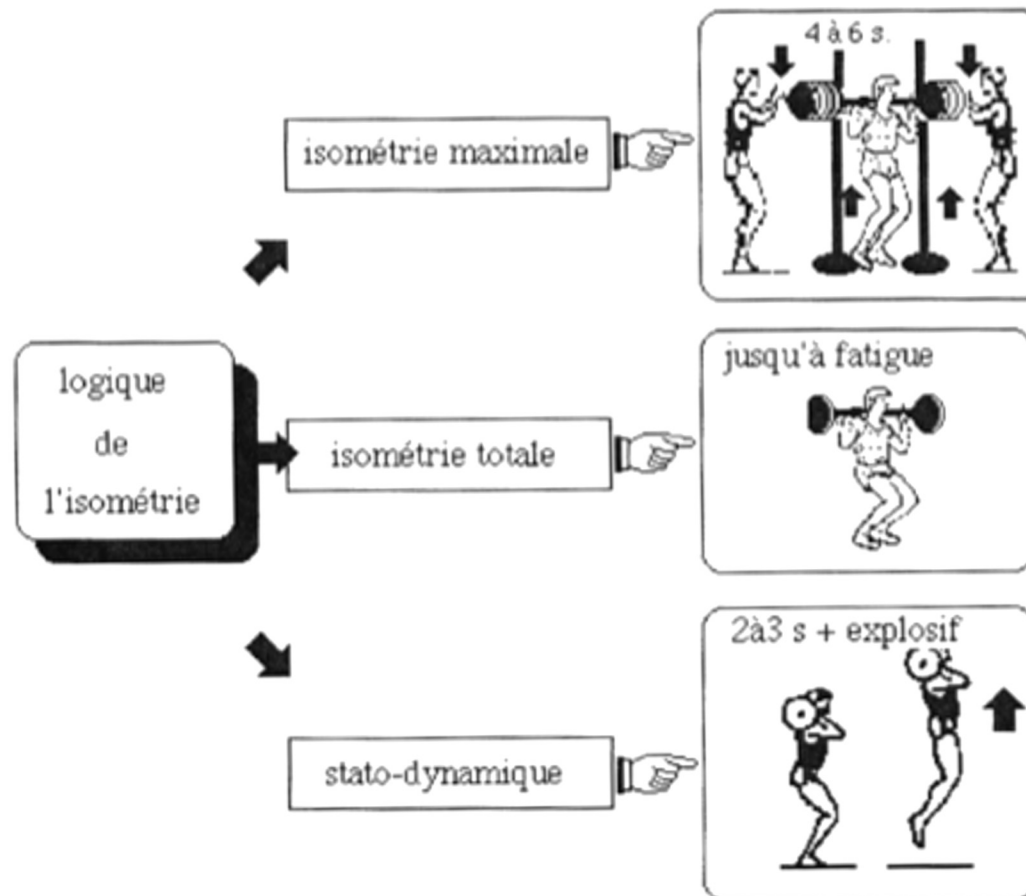 4 à 6 s.
isométrie maximale
logique
de
l'isométrie
isométrie totale
jusqu'à fatigue
stato-dynamique
2à3 s + explosif